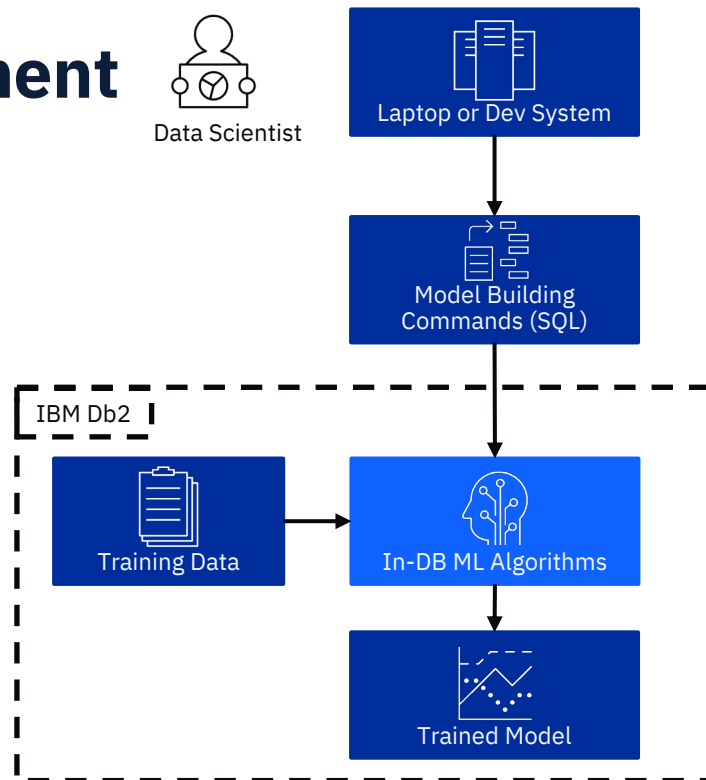 ment
Data Scientist
Laptop or Dev System
Model Building
Commands (SQL)
IBM Db2
Training Data
In-DB ML Algorithms
Trained Model